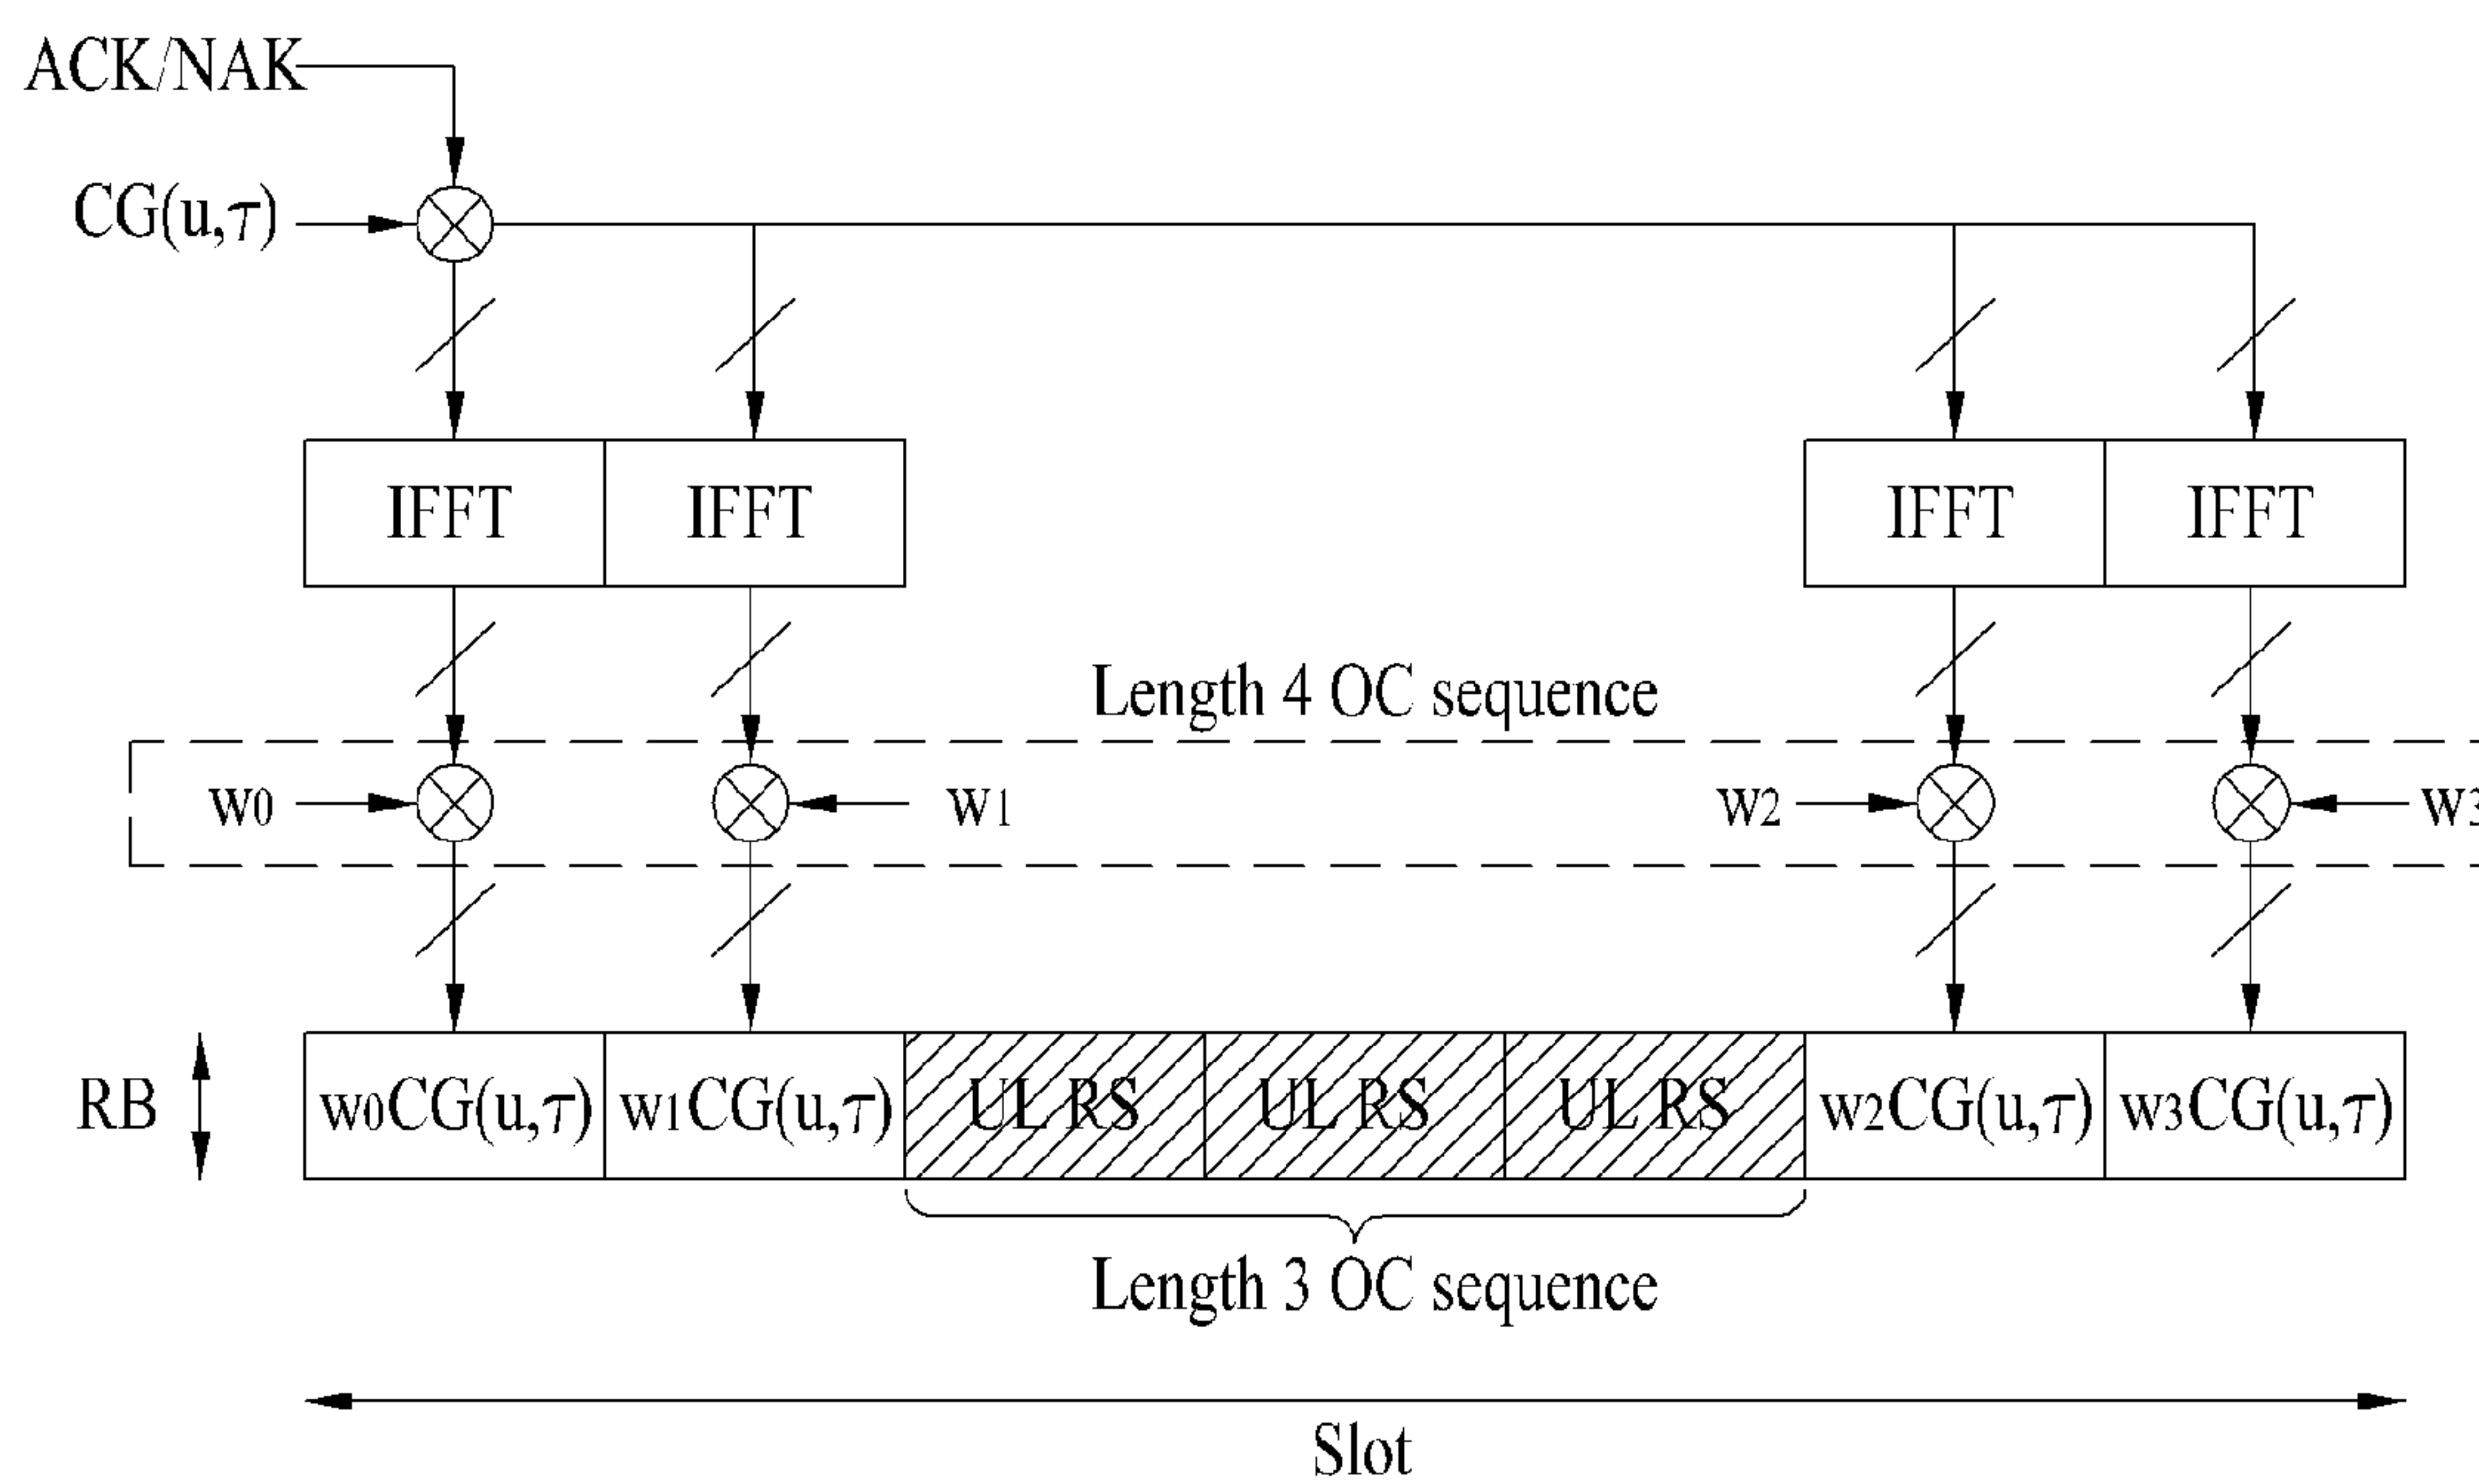 ACK/NAK
CG(u,τ)
IFFT IFFT IFFT IFFT
Length 4 OC sequence
w0 w1 w2 w3
RB w0CG(u,τ) w1CG(u,τ) UL RS UL RS UL RS w2CG(u,τ) w3CG(u,τ)
Length 3 OC sequence
Slot